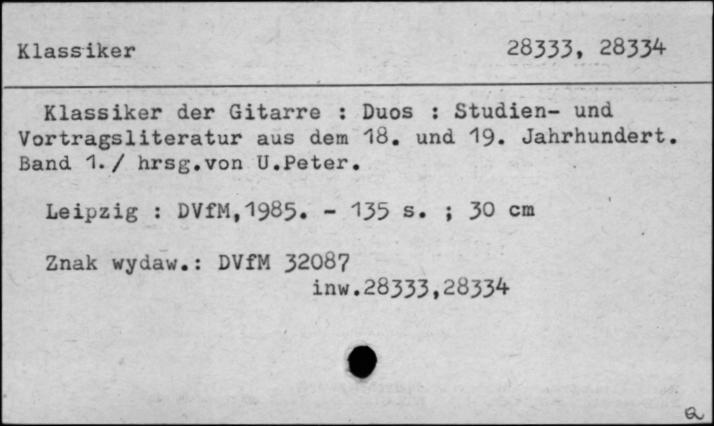 Klassiker 28333, 28334
Klassiker der Gitarre : Duos : Studien- und
Vortragsliteratur aus dem 18. und 19. Jahrhundert.
Band 1./ hrsg.von U.Peter.
Leipzig : DVfM,1985. - 135 s. ; 30 cm
Znak wydaw.: DVfM 32087
inw.28333,28334